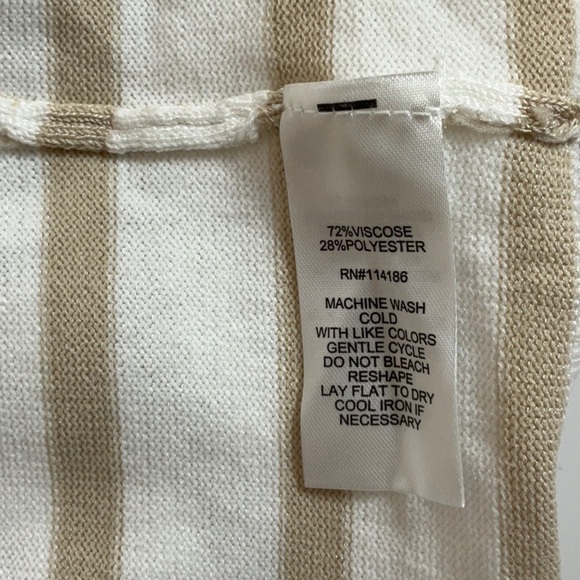 72%VISCOSE
28%POLYESTER
RN#114186
MACHINE WASH
COLD
WITH LIKE COLORS
GENTLE CYCLE
DO NOT BLEACH
RESHAPE
LAY FLAT TO DRY
COOL IRON IF
NECESSARY